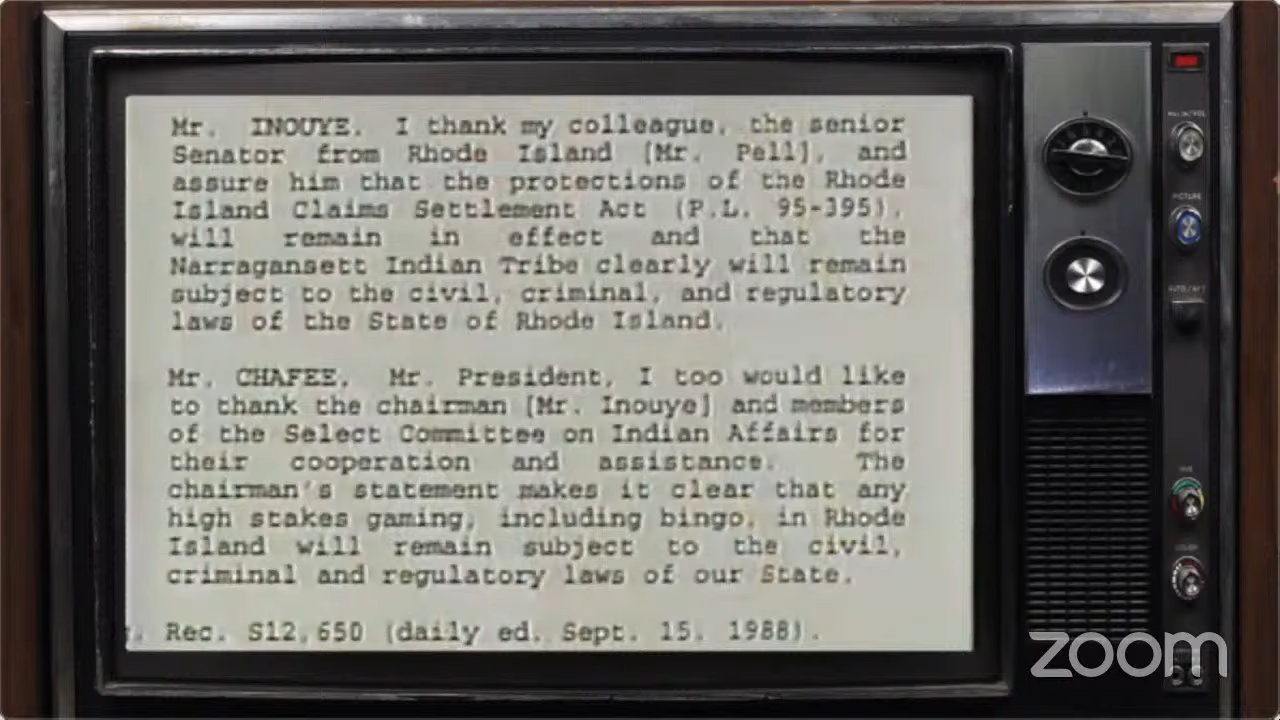 Mr. INOUYE. I thank my colleague, the senior
Senator from Rhode Island [Mr. Pell], and
assure him that the protections of the Rhode
Island Claims Settlement Act (P.L. 95-395),
will remain in effect and that the
Narragansett Indian Tribe clearly will remain
subject to the civil, criminal, and regulatory
laws of the State of Rhode Island.
Mr. CHAFEE. Mr. President, I too would like
to thank the chairman [Mr. Inouye] and members
of the Select Committee on Indian Affairs for
their cooperation and assistance. The
chairman's statement makes it clear that any
high stakes gaming, including bingo, in Rhode
Island will remain subject to the civil,
criminal and regulatory laws of our State.
Rec. S12,650 (daily ed. Sept. 15, 1988).
PICTURE
zoom